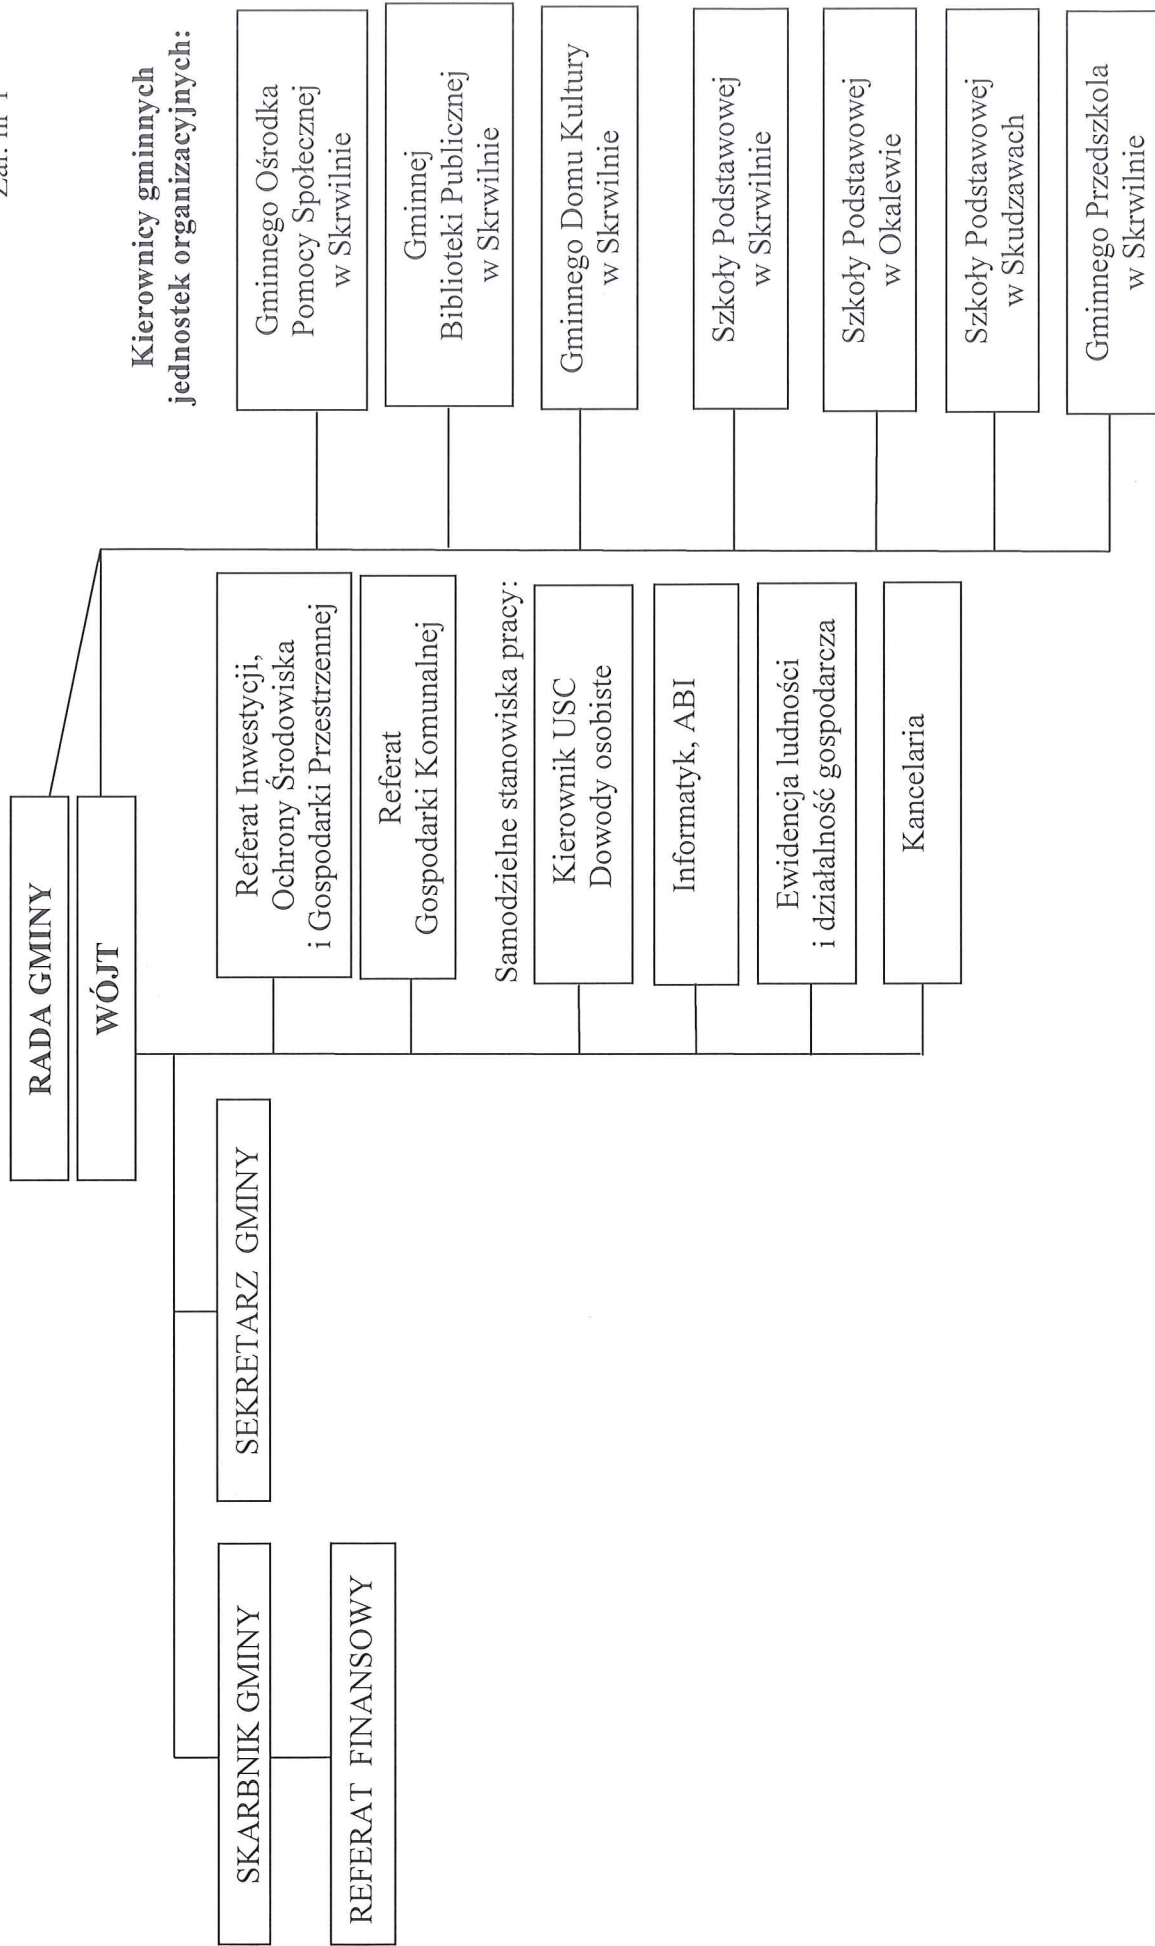 Zał. nr 1
RADA GMINY
WÓJT
SKARBNIK GMINY
REFERAT FINANSOWY
SEKRETARZ GMINY
Referat Inwestycji,
Ochrony Środowiska
i Gospodarki Przestrzennej
Referat
Gospodarki Komunalnej
Samodzielne stanowiska pracy:
Kierownik USC
Dowody osobiste
Informatyk, ABI
Ewidencja ludności
i działalność gospodarcza
Kancelaria
Kierownicy gminnych
jednostek organizacyjnych:
Gminnego Ośrodka
Pomocy Społecznej
w Skrwilnie
Gminnej
Biblioteki Publicznej
w Skrwilnie
Gminnego Domu Kultury
w Skrwilnie
Szkoły Podstawowej
w Skrwilnie
Szkoły Podstawowej
w Okalewie
Szkoły Podstawowej
w Skudzawach
Gminnego Przedszkola
w Skrwilnie